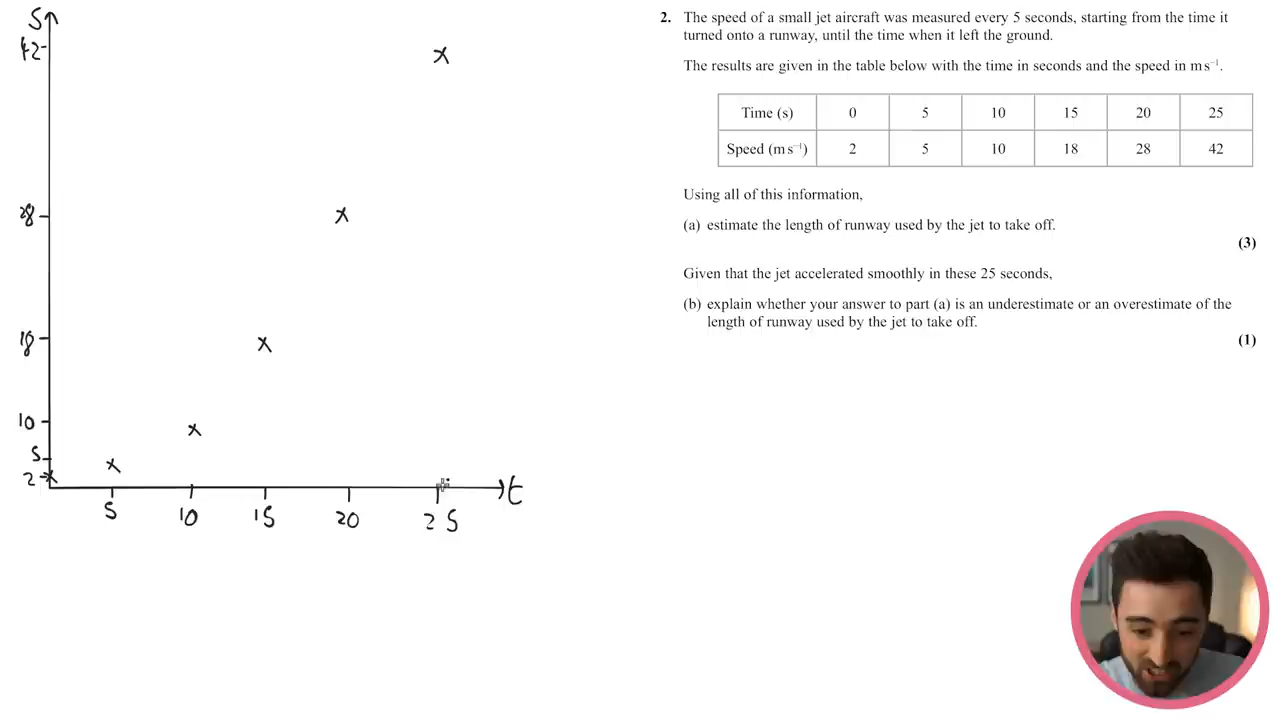 S
42
28
18
10
5
2
5 10 15 20 25 t
2. The speed of a small jet aircraft was measured every 5 seconds, starting from the time it
turned onto a runway, until the time when it left the ground.
The results are given in the table below with the time in seconds and the speed in m s⁻¹.
Time (s) 0 5 10 15 20 25
Speed (m s⁻¹) 2 5 10 18 28 42
Using all of this information,
(a) estimate the length of runway used by the jet to take off.
(3)
Given that the jet accelerated smoothly in these 25 seconds,
(b) explain whether your answer to part (a) is an underestimate or an overestimate of the
length of runway used by the jet to take off.
(1)